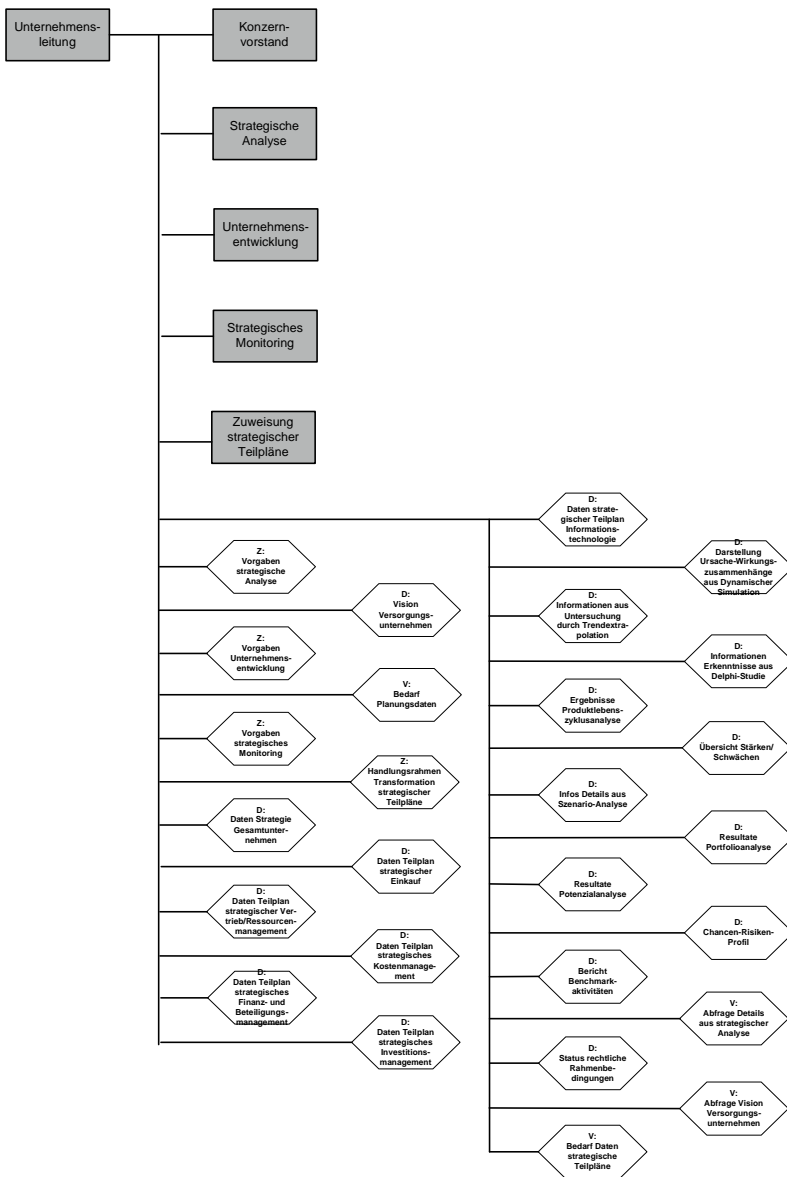 Unternehmens-
leitung
Konzern-
vorstand
Strategische
Analyse
Unternehmens-
entwicklung
Strategisches
Monitoring
Zuweisung
strategischer
Teilpläne
Z:
Vorgaben
strategische
Analyse
D:
Vision
Versorgungs-
unternehmen
Z:
Vorgaben
Unternehmens-
entwicklung
V:
Bedarf
Planungsdaten
Z:
Vorgaben
strategisches
Monitoring
Z:
Handlungsrahmen
Transformation
strategischer
Teilpläne
D:
Daten Strategie
Gesamtunter-
nehmen
D:
Daten Teilplan
strategischer
Einkauf
D:
Daten Teilplan
strategischer Ver-
trieb/Ressourcen-
management
D:
Daten Teilplan
strategisches
Kostenmanage-
ment
D:
Daten Teilplan
strategisches
Finanz- und
Beteiligungs-
management
D:
Daten Teilplan
strategisches
Investitions-
management
D:
Daten strate-
gischer Teilplan
Informations-
technologie
D:
Darstellung
Ursache-Wirkungs-
zusammenhänge
aus Dynamischer
Simulation
D:
Informationen aus
Untersuchung
durch Trendextra-
polation
D:
Informationen
Erkenntnisse aus
Delphi-Studie
D:
Ergebnisse
Produktlebens-
zyklusanalyse
D:
Übersicht Stärken/
Schwächen
D:
Infos Details aus
Szenario-Analyse
D:
Resultate
Portfolioanalyse
D:
Resultate
Potenzialanalyse
D:
Chancen-Risiken-
Profil
D:
Bericht
Benchmark-
aktivitäten
V:
Abfrage Details
aus strategischer
Analyse
D:
Status rechtliche
Rahmenbe-
dingungen
V:
Abfrage Vision
Versorgungs-
unternehmen
V:
Bedarf Daten
strategische
Teilpläne